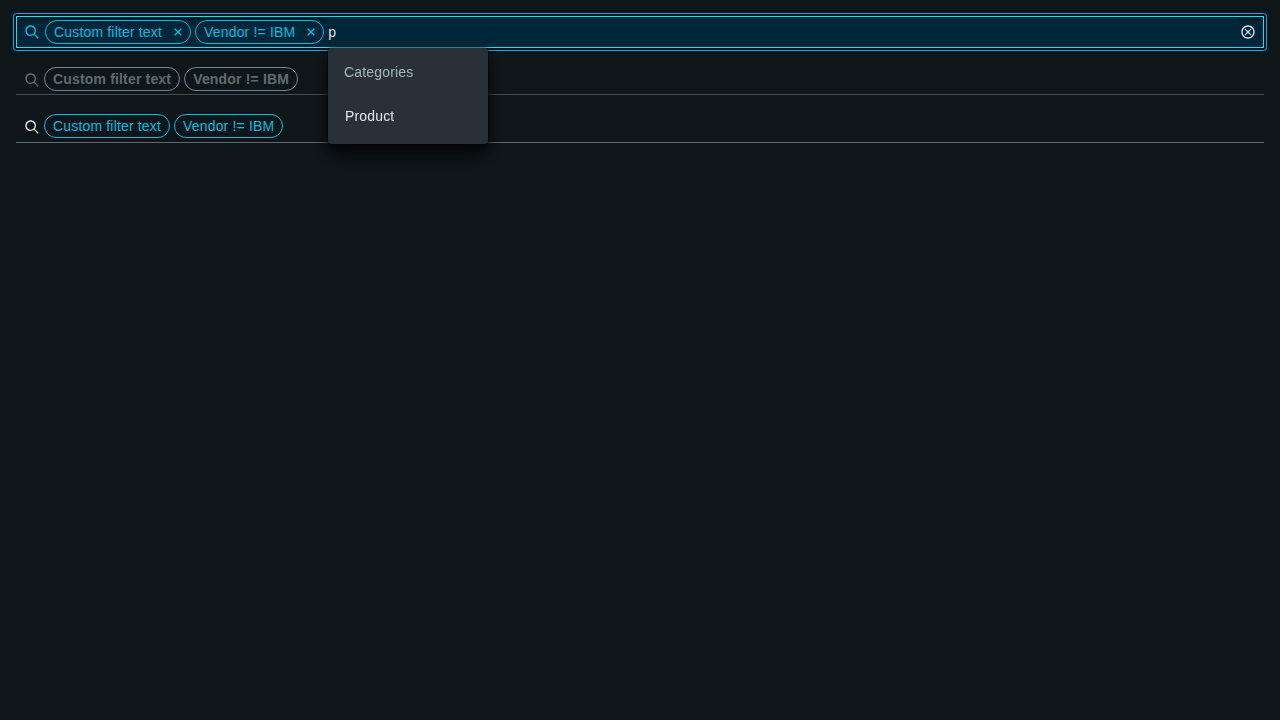 Custom filter text Vendor != IBM p
Categories
Custom filter text Vendor != IBM
Product
Custom filter text Vendor != IBM